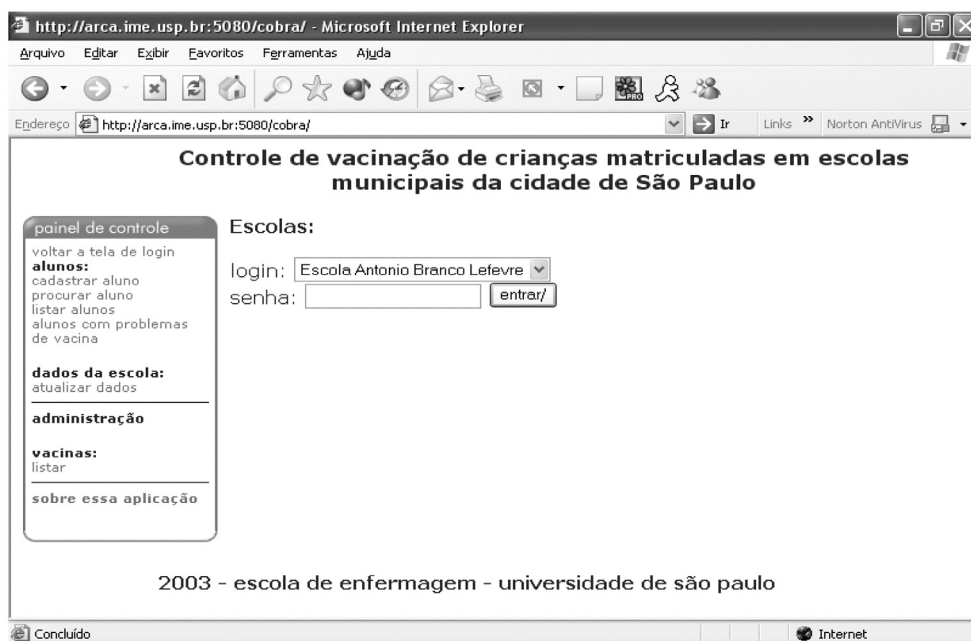 http://arca.ime.usp.br:5080/cobra/ - Microsoft Internet Explorer
Arquivo Editar Exibir Favoritos Ferramentas Ajuda
Endereço http://arca.ime.usp.br:5080/cobra/ Ir Links » Norton AntiVirus
Controle de vacinação de crianças matriculadas em escolas
municipais da cidade de São Paulo
painel de controle
voltar a tela de login
alunos:
cadastrar aluno
procurar aluno
listar alunos
alunos com problemas
de vacina
dados da escola:
atualizar dados
administração
vacinas:
listar
sobre essa aplicação
Escolas:
login: Escola Antonio Branco Lefevre
senha: entrar/
2003 - escola de enfermagem - universidade de são paulo
Concluído Internet